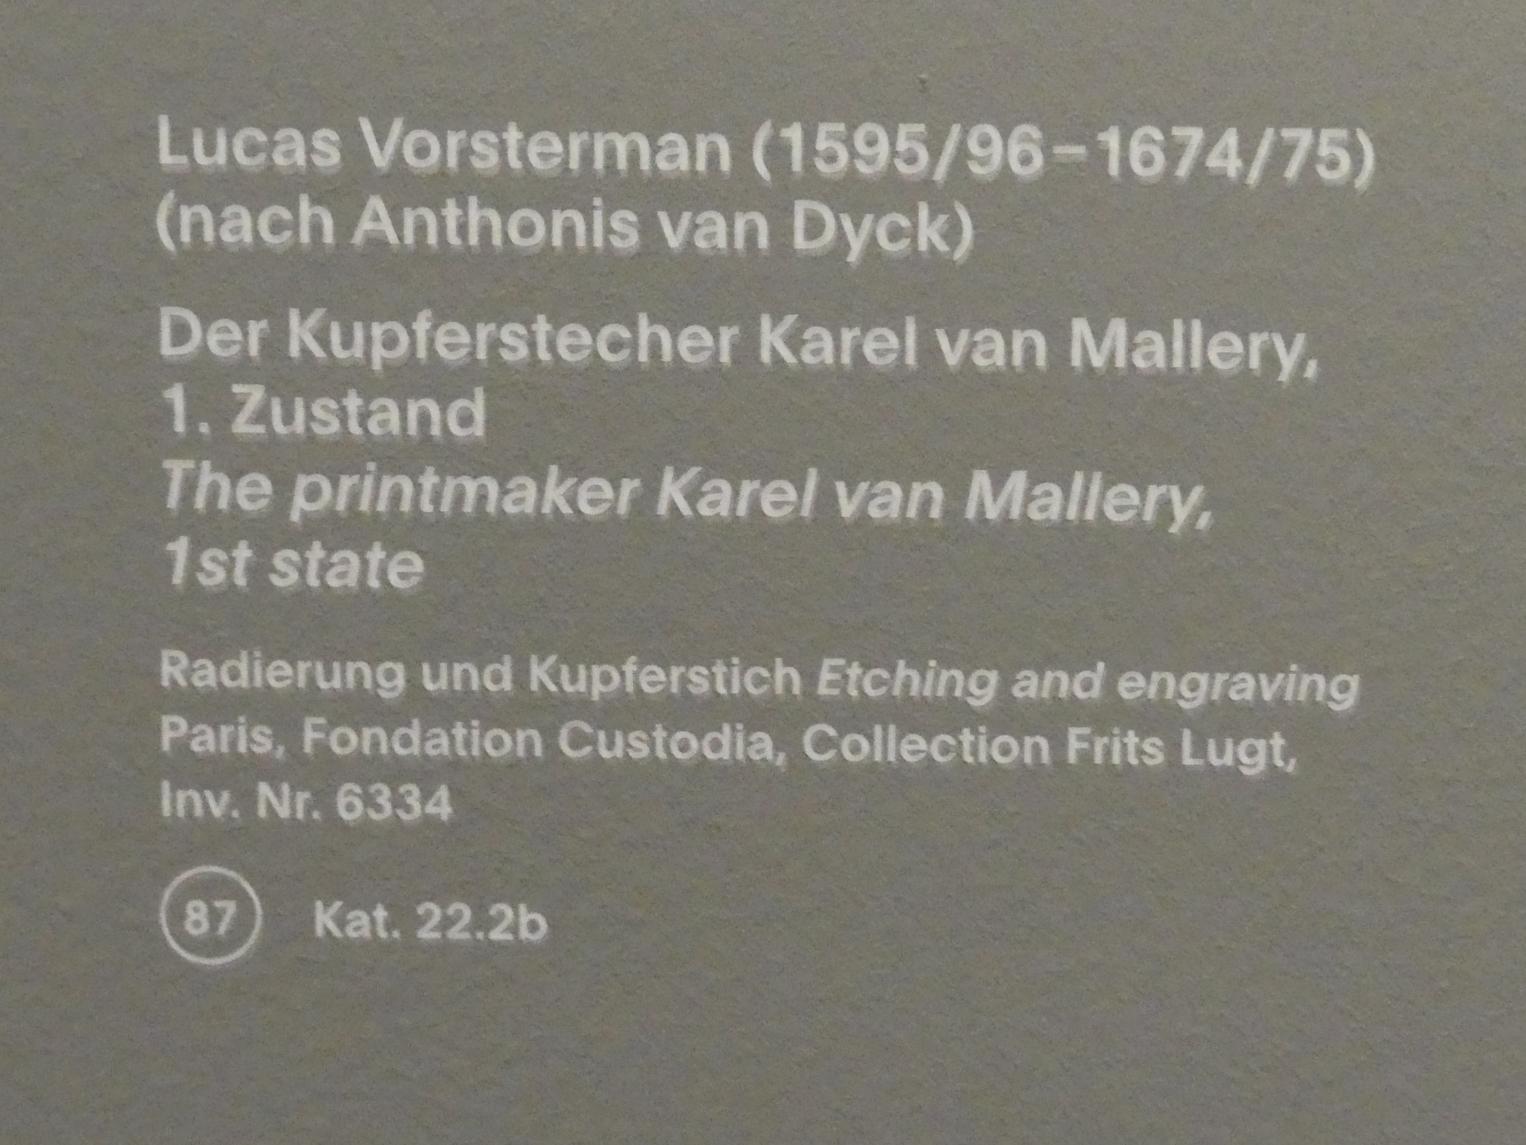 Lucas Vorsterman (1595/96–1674/75)
(nach Anthonis van Dyck)
Der Kupferstecher Karel van Mallery,
1. Zustand
The printmaker Karel van Mallery,
1st state
Radierung und Kupferstich Etching and engraving
Paris, Fondation Custodia, Collection Frits Lugt,
Inv. Nr. 6334
87 Kat. 22.2b